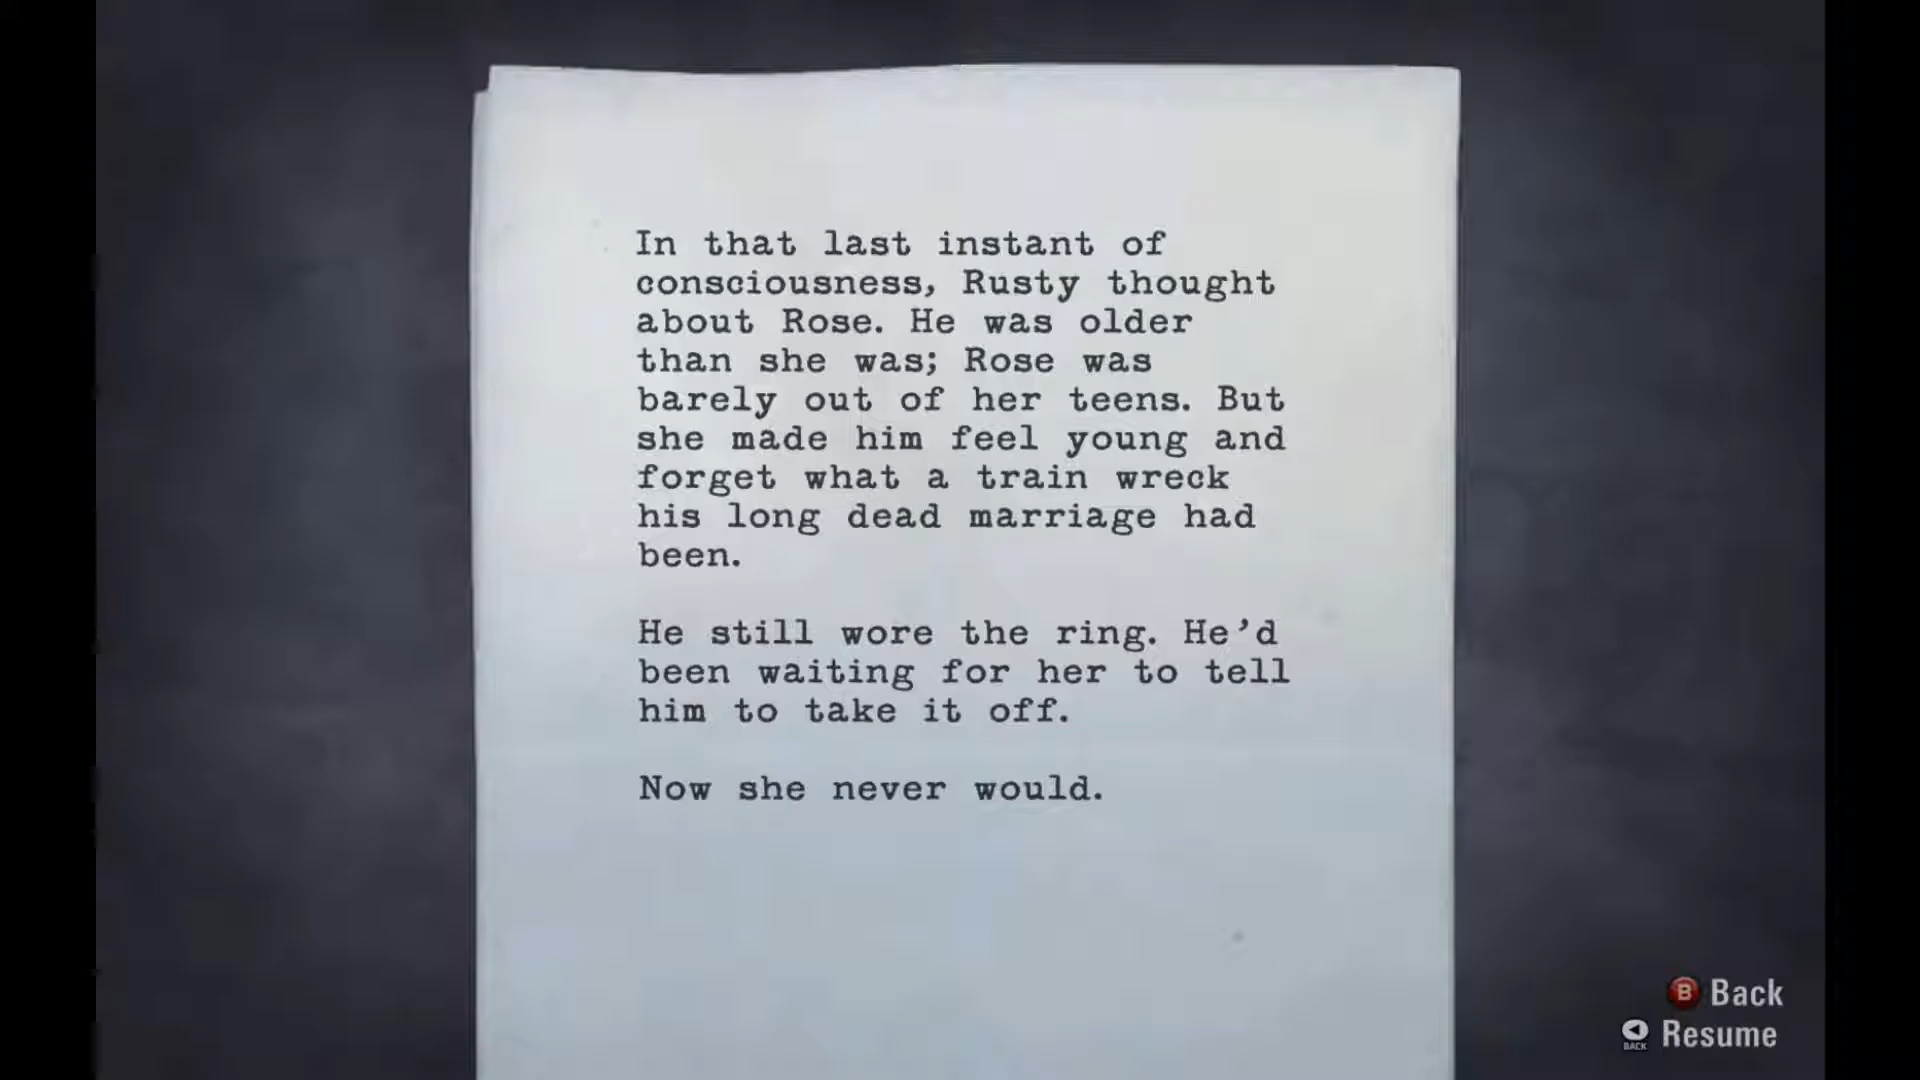 In that last instant of
consciousness, Rusty thought
about Rose. He was older
than she was; Rose was
barely out of her teens. But
she made him feel young and
forget what a train wreck
his long dead marriage had
been.
He still wore the ring. He’d
been waiting for her to tell
him to take it off.
Now she never would.
B Back
BACK Resume